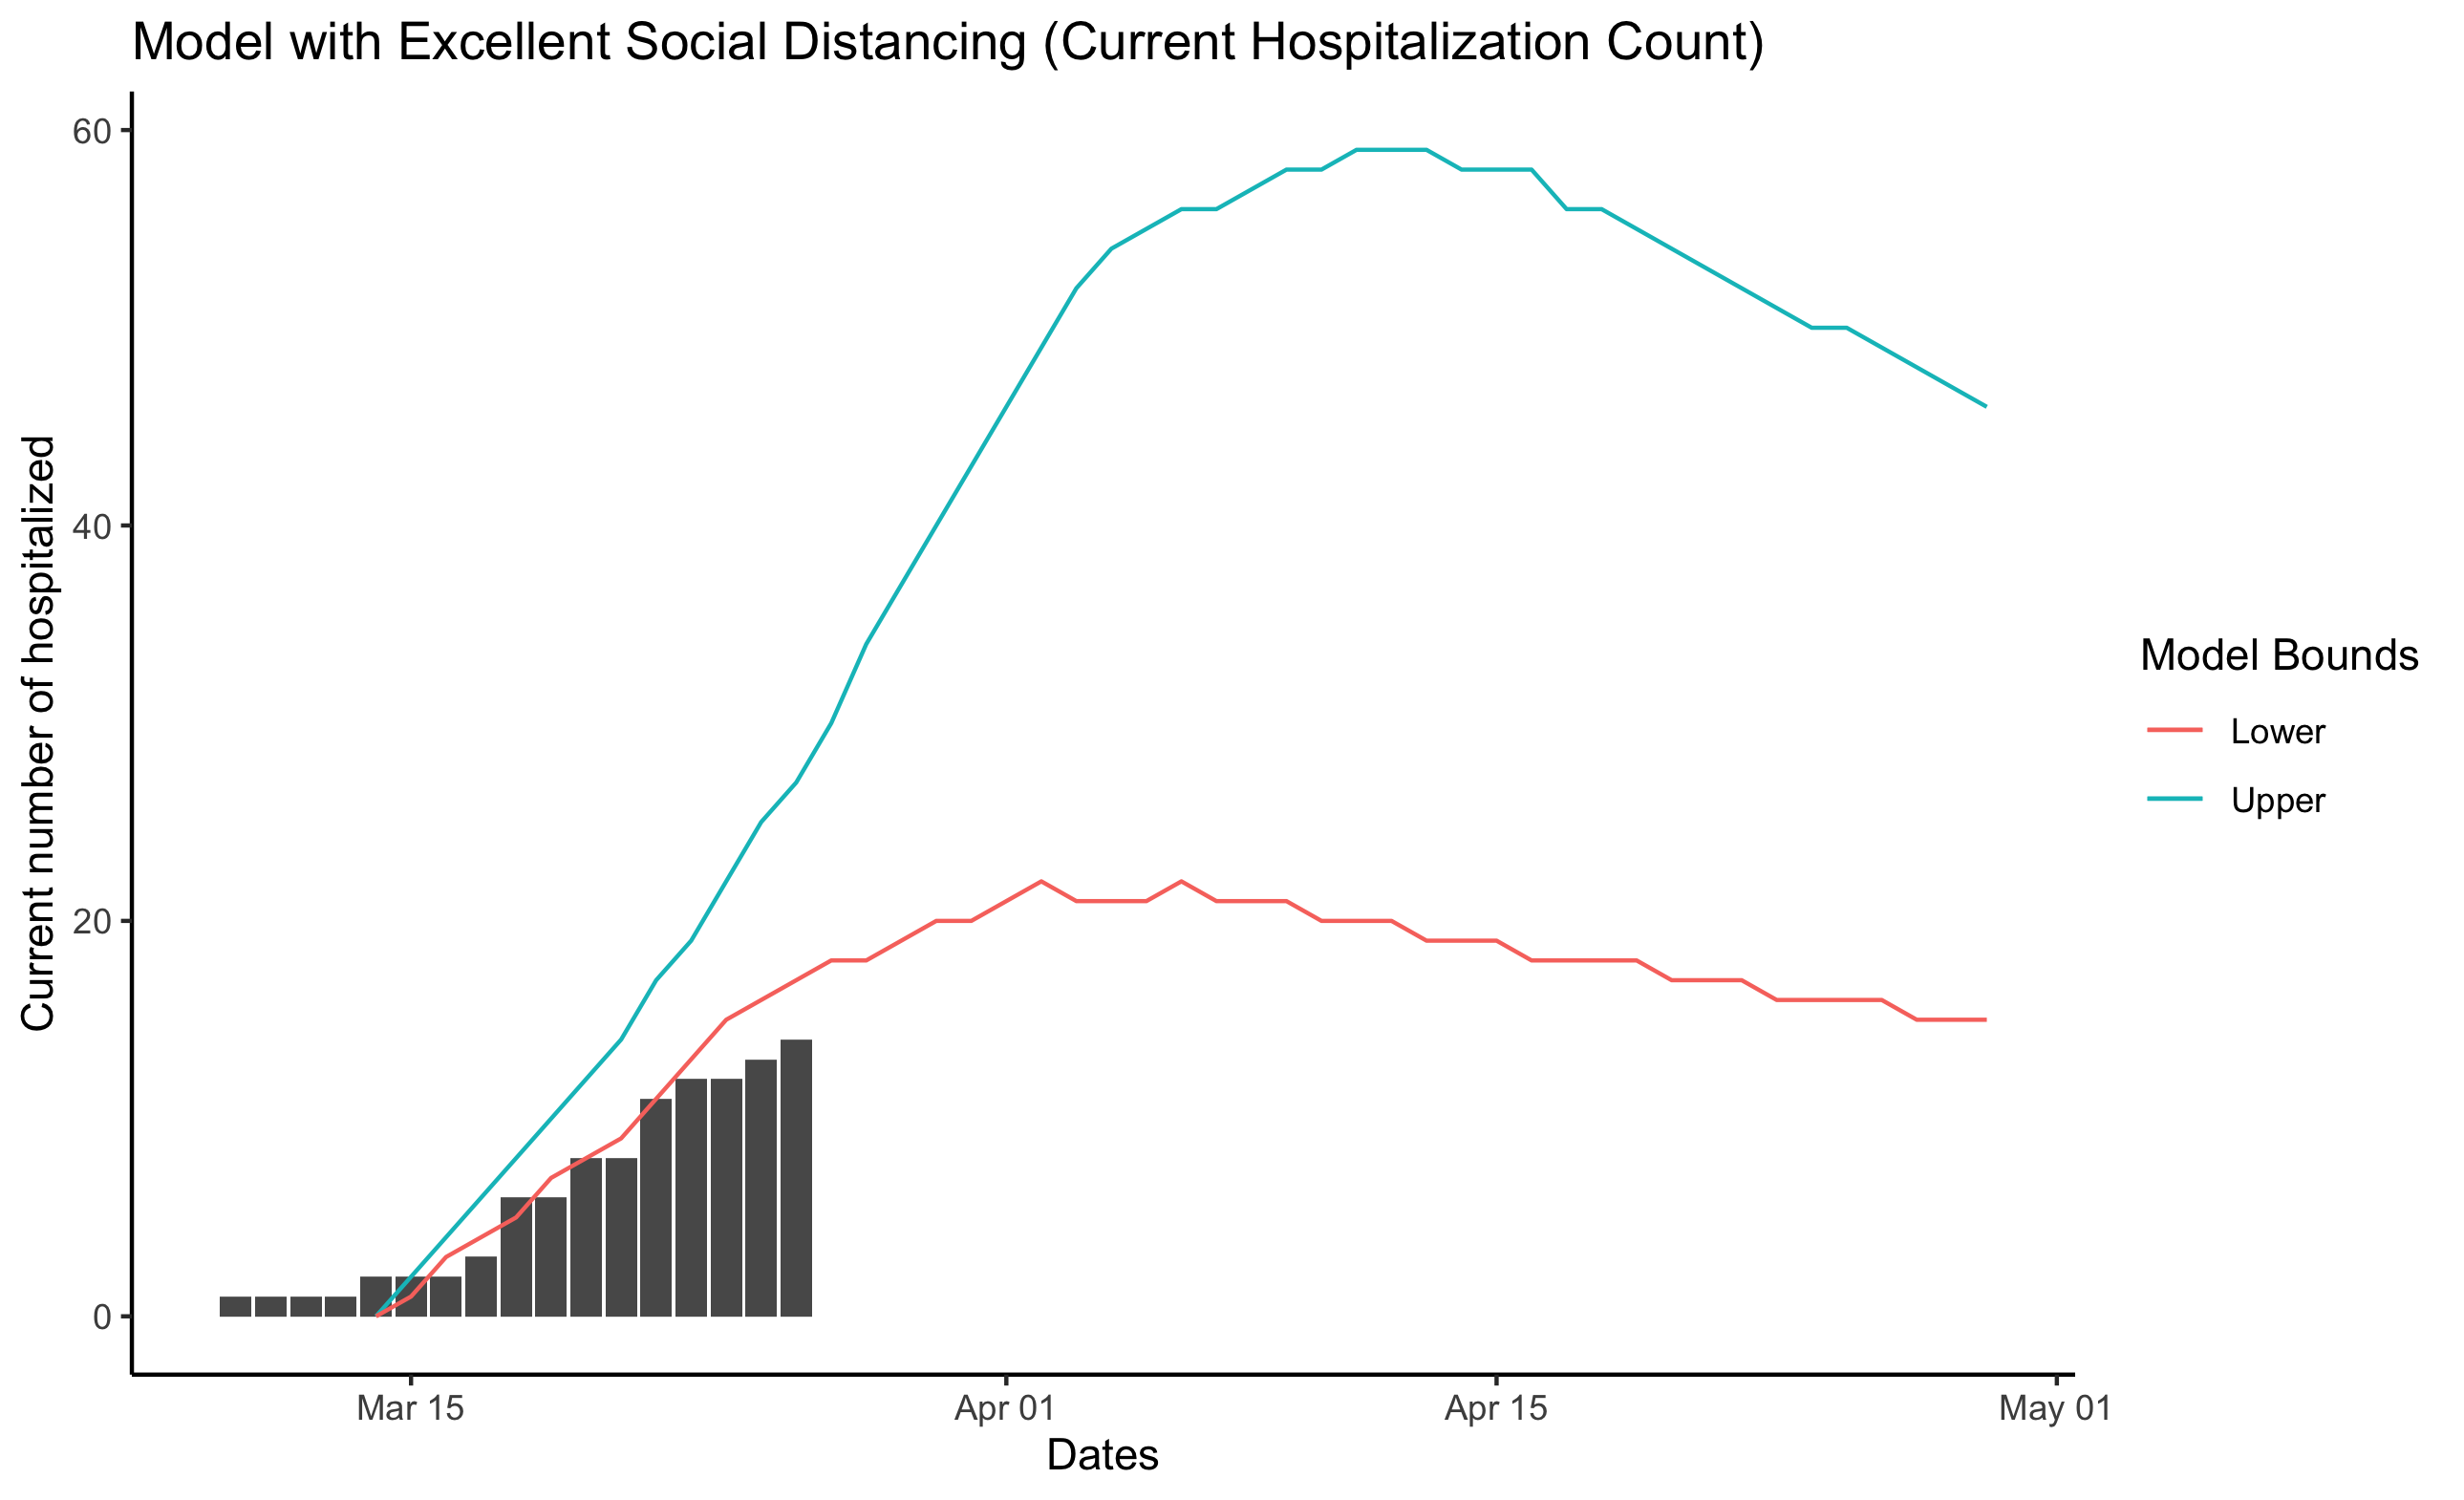 Model with Excellent Social Distancing (Current Hospitalization Count)
Current number of hospitalized
60
40
20
0
Mar 15
Apr 01
Apr 15
May 01
Dates
Model Bounds
Lower
Upper